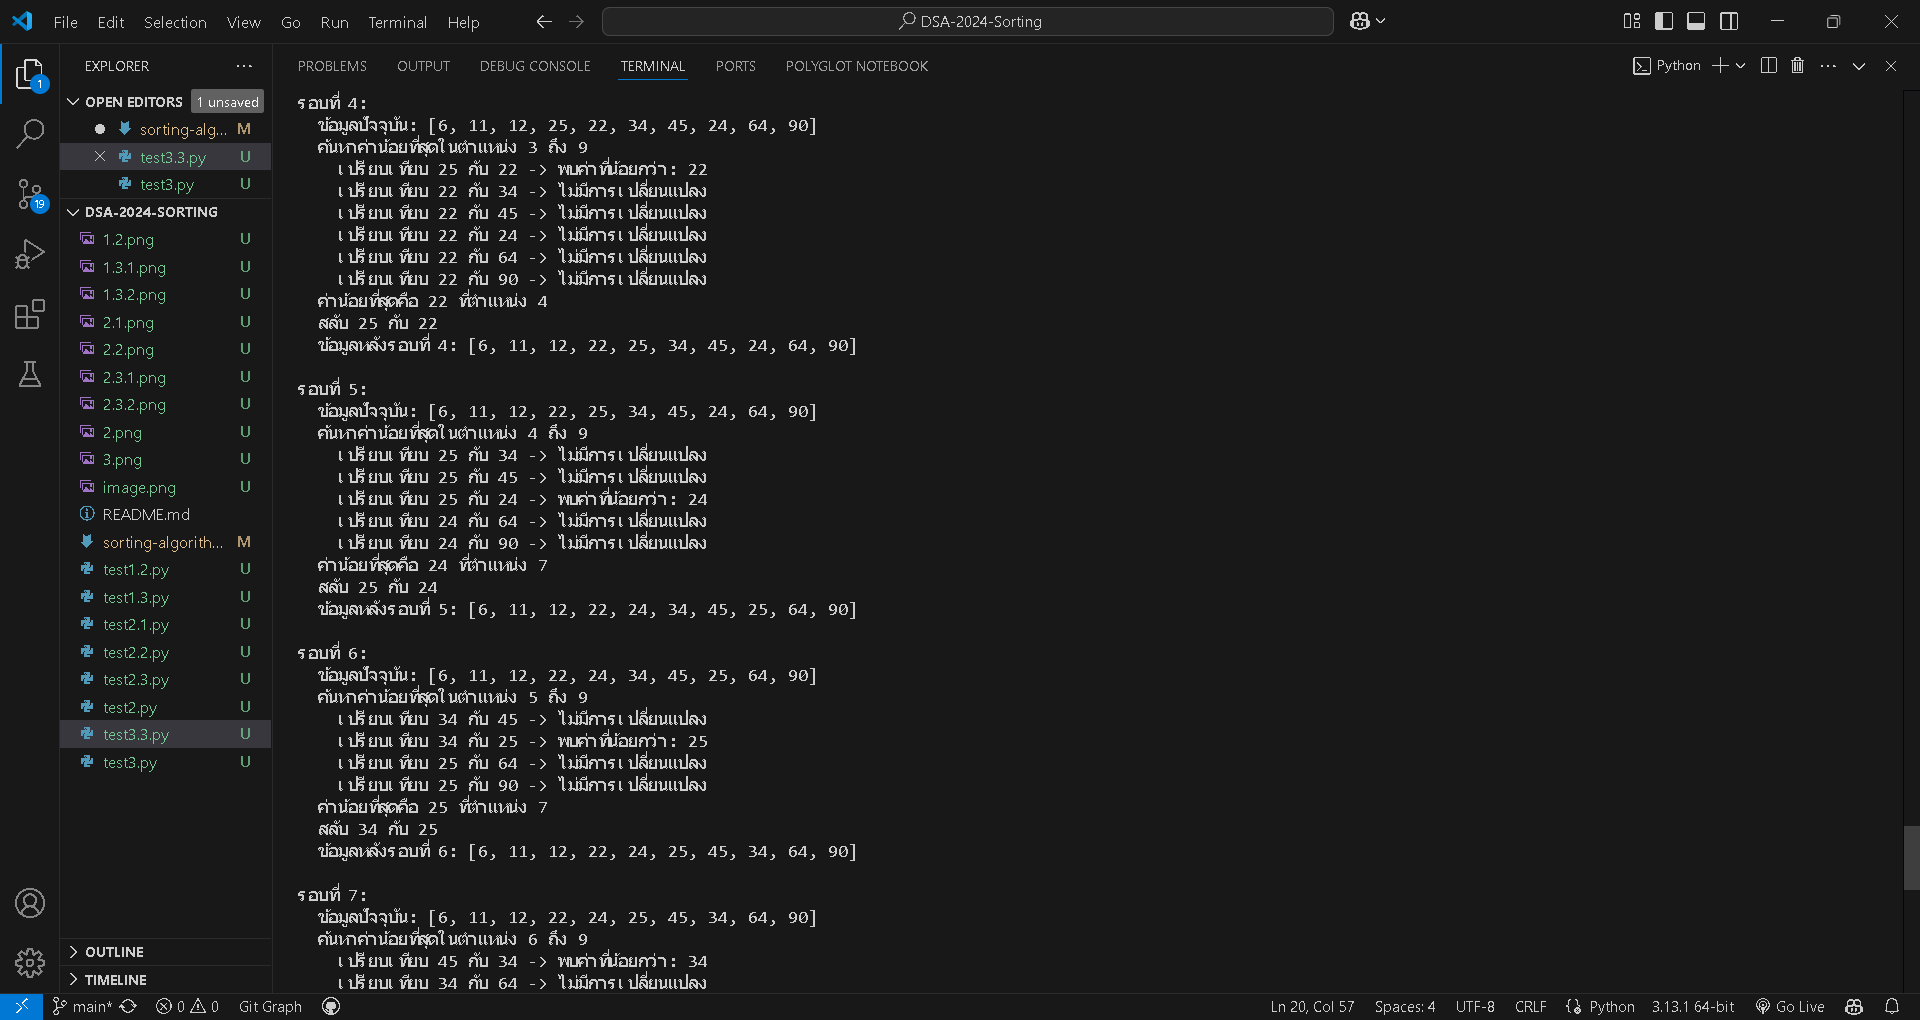 File Edit Selection View Go Run Terminal Help
DSA-2024-Sorting
EXPLORER
PROBLEMS OUTPUT DEBUG CONSOLE TERMINAL PORTS POLYGLOT NOTEBOOK
Python
1
OPEN EDITORS 1 unsaved
sorting-alg... M
test3.3.py U
test3.py U
19
DSA-2024-SORTING
1.2.png U
1.3.1.png U
1.3.2.png U
2.1.png U
2.2.png U
2.3.1.png U
2.3.2.png U
2.png U
3.png U
image.png U
README.md
sorting-algorith... M
test1.2.py U
test1.3.py U
test2.1.py U
test2.2.py U
test2.3.py U
test2.py U
test3.3.py U
test3.py U
OUTLINE
TIMELINE
รอบที่ 4:
ข้อมูลปัจจุบัน: [6, 11, 12, 25, 22, 34, 45, 24, 64, 90]
ค้นหาค่าน้อยที่สุดในตำแหน่ง 3 ถึง 9
เปรียบเทียบ 25 กับ 22 -> พบค่าที่น้อยกว่า: 22
เปรียบเทียบ 22 กับ 34 -> ไม่มีการเปลี่ยนแปลง
เปรียบเทียบ 22 กับ 45 -> ไม่มีการเปลี่ยนแปลง
เปรียบเทียบ 22 กับ 24 -> ไม่มีการเปลี่ยนแปลง
เปรียบเทียบ 22 กับ 64 -> ไม่มีการเปลี่ยนแปลง
เปรียบเทียบ 22 กับ 90 -> ไม่มีการเปลี่ยนแปลง
ค่าน้อยที่สุดคือ 22 ที่ตำแหน่ง 4
สลับ 25 กับ 22
ข้อมูลหลังรอบที่ 4: [6, 11, 12, 22, 25, 34, 45, 24, 64, 90]
รอบที่ 5:
ข้อมูลปัจจุบัน: [6, 11, 12, 22, 25, 34, 45, 24, 64, 90]
ค้นหาค่าน้อยที่สุดในตำแหน่ง 4 ถึง 9
เปรียบเทียบ 25 กับ 34 -> ไม่มีการเปลี่ยนแปลง
เปรียบเทียบ 25 กับ 45 -> ไม่มีการเปลี่ยนแปลง
เปรียบเทียบ 25 กับ 24 -> พบค่าที่น้อยกว่า: 24
เปรียบเทียบ 24 กับ 64 -> ไม่มีการเปลี่ยนแปลง
เปรียบเทียบ 24 กับ 90 -> ไม่มีการเปลี่ยนแปลง
ค่าน้อยที่สุดคือ 24 ที่ตำแหน่ง 7
สลับ 25 กับ 24
ข้อมูลหลังรอบที่ 5: [6, 11, 12, 22, 24, 34, 45, 25, 64, 90]
รอบที่ 6:
ข้อมูลปัจจุบัน: [6, 11, 12, 22, 24, 34, 45, 25, 64, 90]
ค้นหาค่าน้อยที่สุดในตำแหน่ง 5 ถึง 9
เปรียบเทียบ 34 กับ 45 -> ไม่มีการเปลี่ยนแปลง
เปรียบเทียบ 34 กับ 25 -> พบค่าที่น้อยกว่า: 25
เปรียบเทียบ 25 กับ 64 -> ไม่มีการเปลี่ยนแปลง
เปรียบเทียบ 25 กับ 90 -> ไม่มีการเปลี่ยนแปลง
ค่าน้อยที่สุดคือ 25 ที่ตำแหน่ง 7
สลับ 34 กับ 25
ข้อมูลหลังรอบที่ 6: [6, 11, 12, 22, 24, 25, 45, 34, 64, 90]
รอบที่ 7:
ข้อมูลปัจจุบัน: [6, 11, 12, 22, 24, 25, 45, 34, 64, 90]
ค้นหาค่าน้อยที่สุดในตำแหน่ง 6 ถึง 9
เปรียบเทียบ 45 กับ 34 -> พบค่าที่น้อยกว่า: 34
เปรียบเทียบ 34 กับ 64 -> ไม่มีการเปลี่ยนแปลง
main* 0 0 Git Graph Ln 20, Col 57 Spaces: 4 UTF-8 CRLF Python 3.13.1 64-bit Go Live